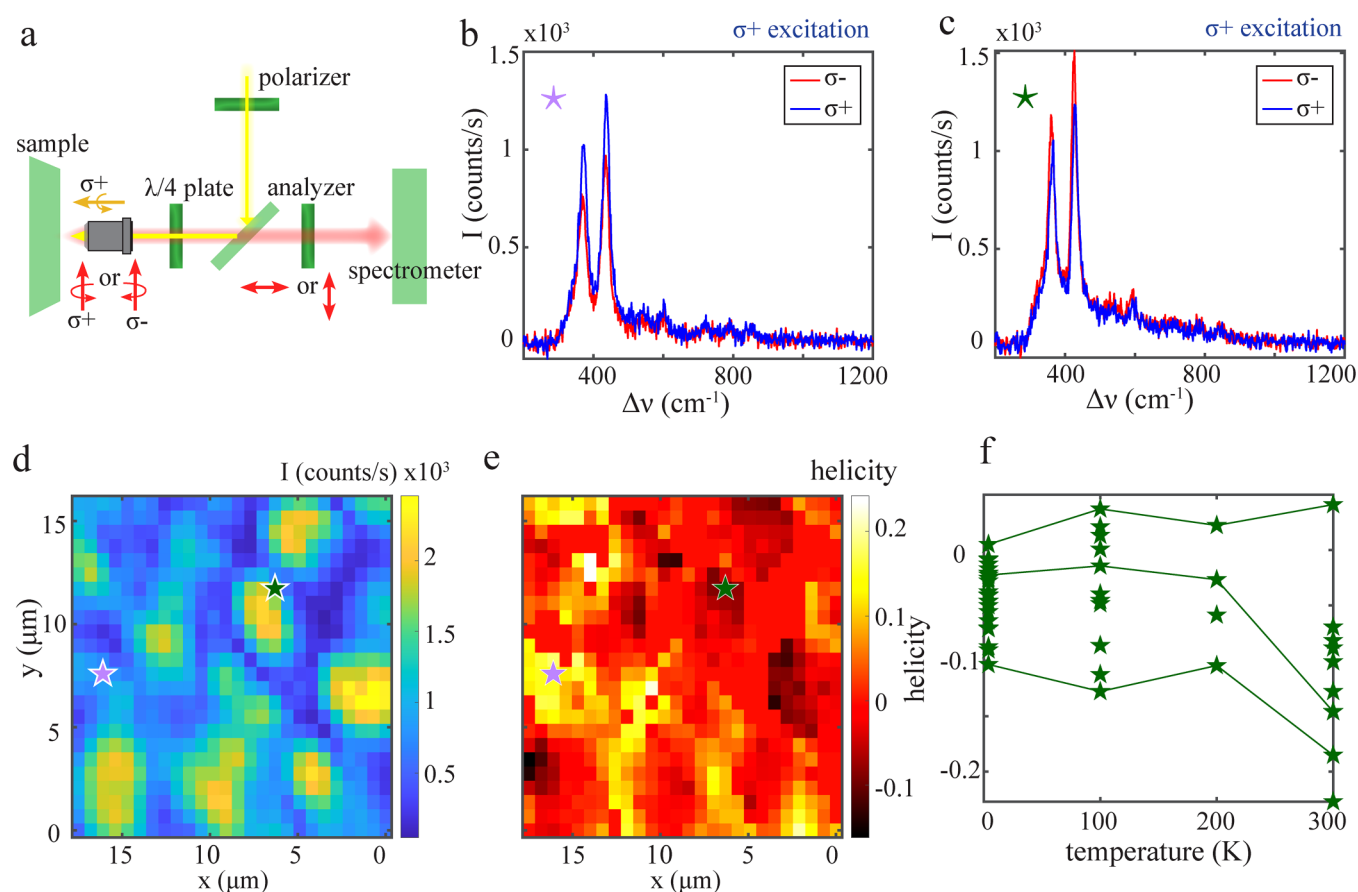 a
polarizer
sample
σ+
λ/4 plate
analyzer
or
σ+
σ-
or
spectrometer
b
x10³
σ+ excitation
σ-
σ+
I (counts/s)
1.5
1
0.5
0
400
800
1200
Δν (cm⁻¹)
c
x10³
σ+ excitation
σ-
σ+
I (counts/s)
1.5
1
0.5
0
400
800
1200
Δν (cm⁻¹)
d
I (counts/s) x10³
y (μm)
15
10
5
0
15
10
5
0
x (μm)
2
1.5
1
0.5
e
helicity
15
10
5
0
x (μm)
0.2
0.1
0
-0.1
f
helicity
0
-0.1
-0.2
0
100
200
300
temperature (K)